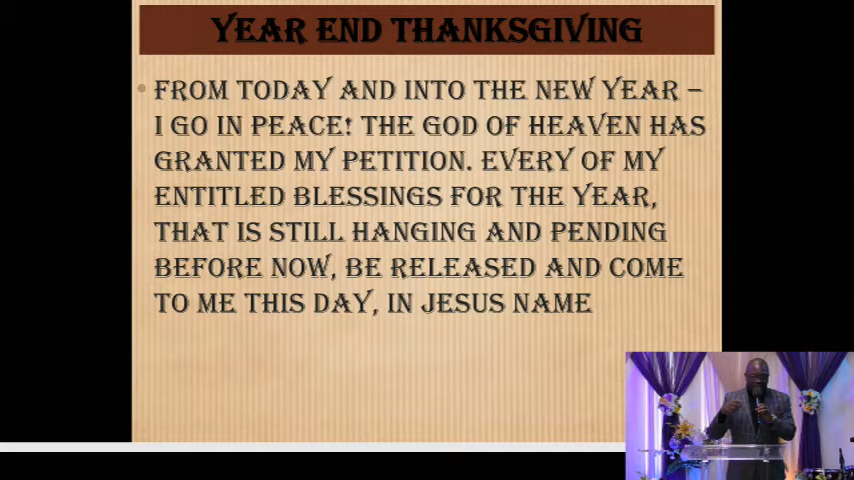 YEAR END THANKSGIVING
• FROM TODAY AND INTO THE NEW YEAR –
I GO IN PEACE! THE GOD OF HEAVEN HAS
GRANTED MY PETITION. EVERY OF MY
ENTITLED BLESSINGS FOR THE YEAR,
THAT IS STILL HANGING AND PENDING
BEFORE NOW, BE RELEASED AND COME
TO ME THIS DAY, IN JESUS NAME